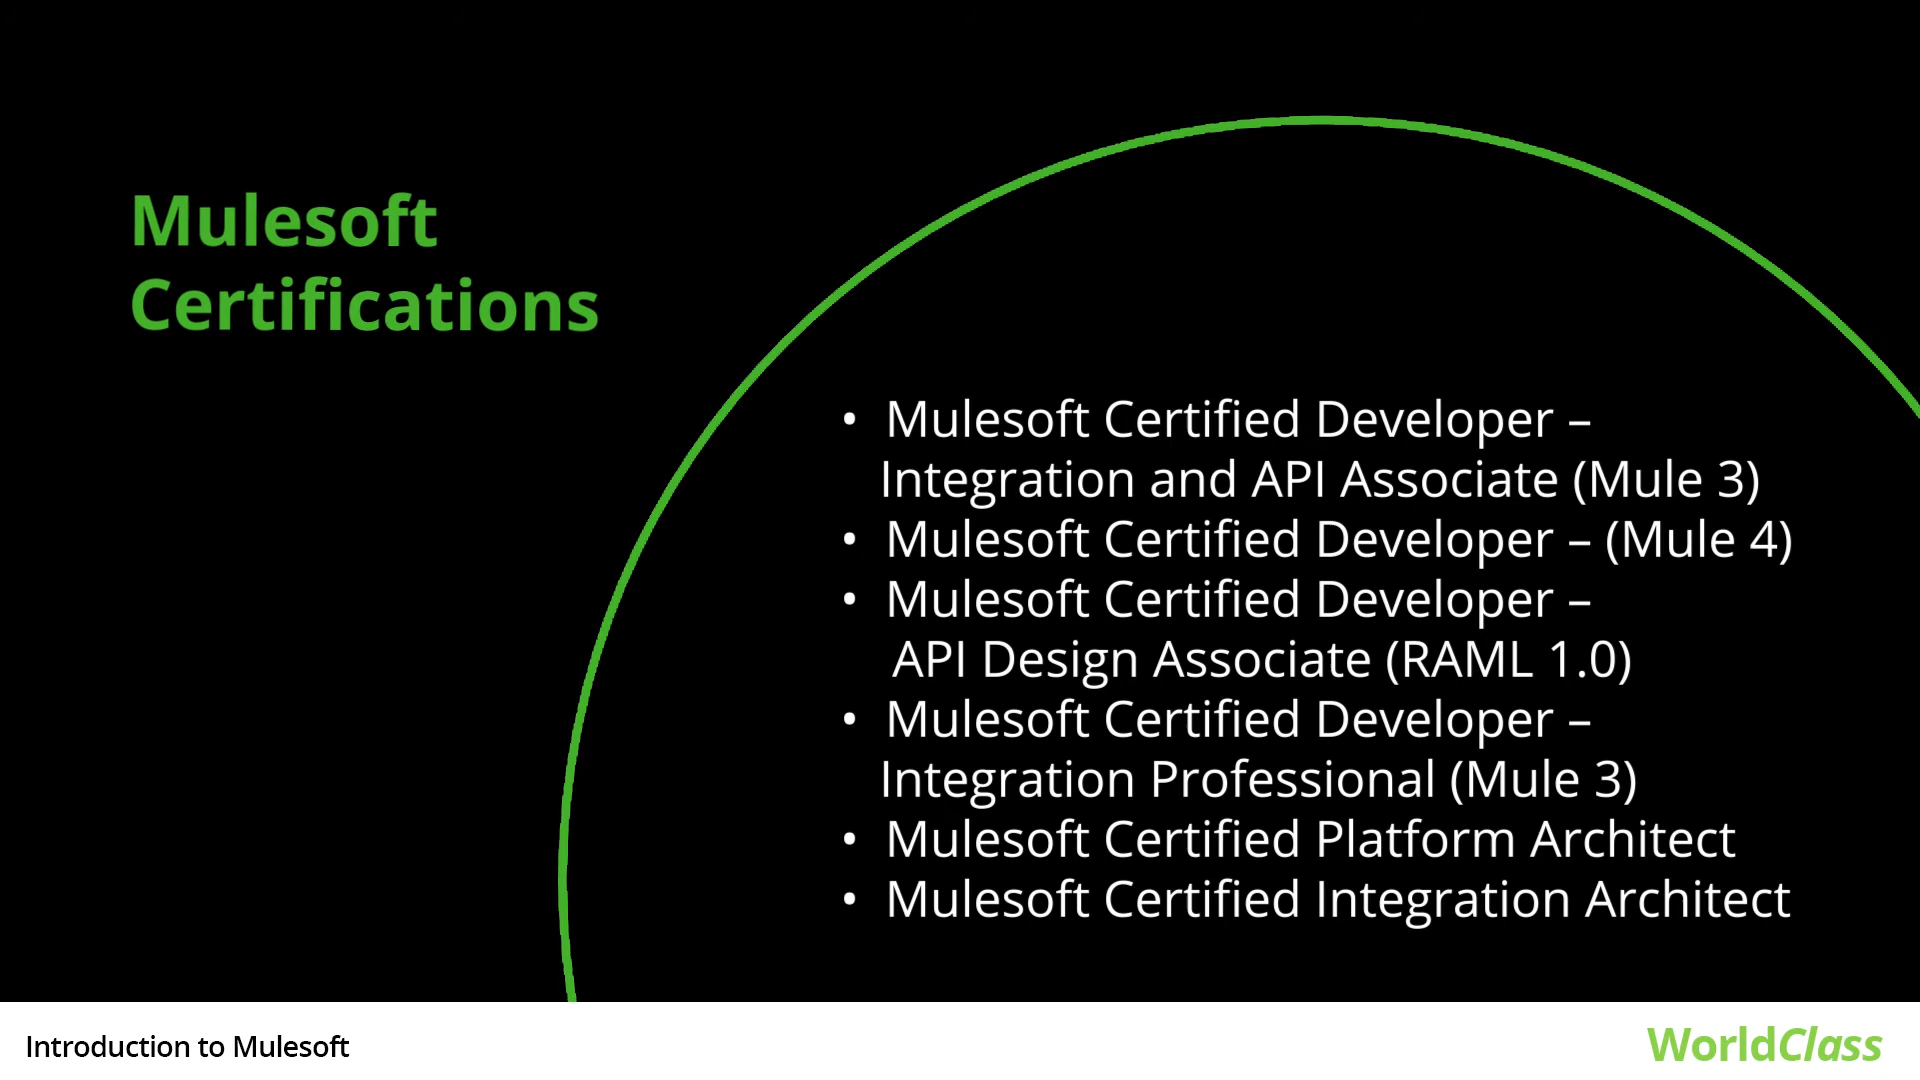 Mulesoft
Certifications
• Mulesoft Certified Developer –
Integration and API Associate (Mule 3)
• Mulesoft Certified Developer – (Mule 4)
• Mulesoft Certified Developer –
API Design Associate (RAML 1.0)
• Mulesoft Certified Developer –
Integration Professional (Mule 3)
• Mulesoft Certified Platform Architect
• Mulesoft Certified Integration Architect
Introduction to Mulesoft
WorldClass